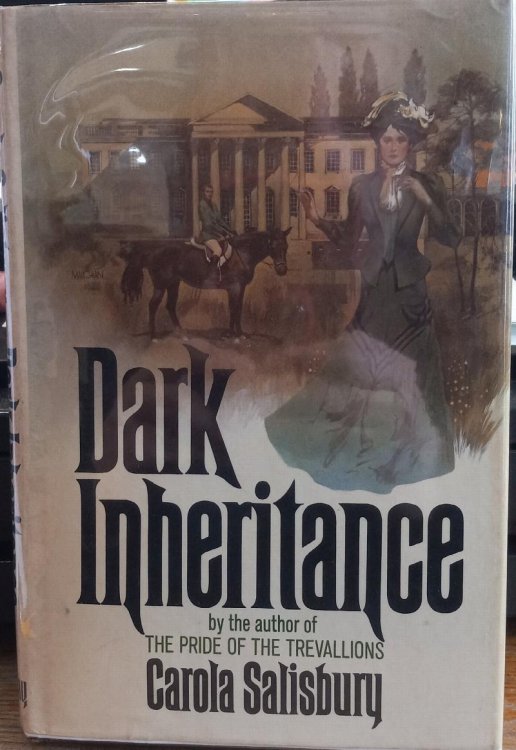 Dark
Inheritance
by the author of
THE PRIDE OF THE TREVALLIONS
Carola Salisbury